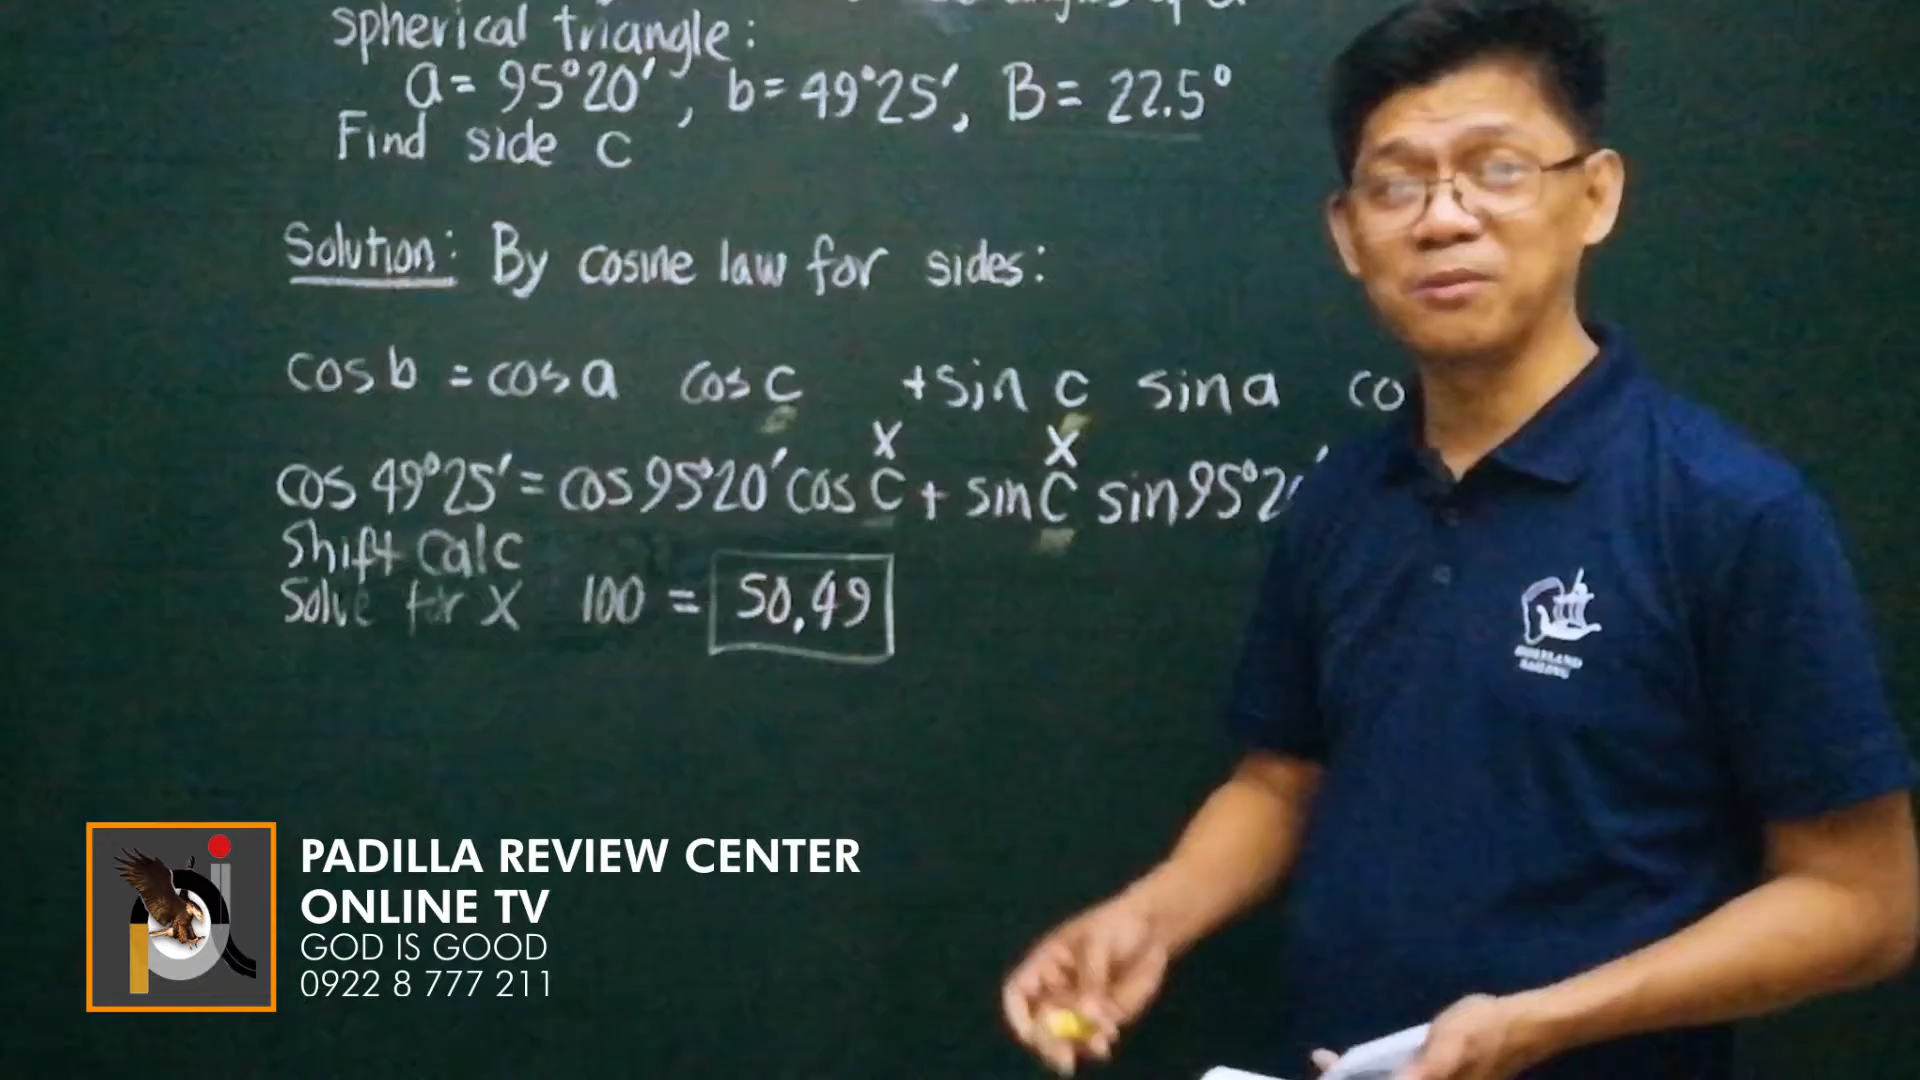 spherical triangle:
a = 95°20′, b = 49°25′, B = 22.5°
Find side c
Solution: By cosine law for sides:
cos b = cos a cos c + sin c sin a co
X X
cos 49°25′ = cos 95°20′ cos C + sin C sin 95°20′
Shift Calc
Solve for X 100 = 50.49
PADILLA REVIEW CENTER
ONLINE TV
GOD IS GOOD
0922 8 777 211